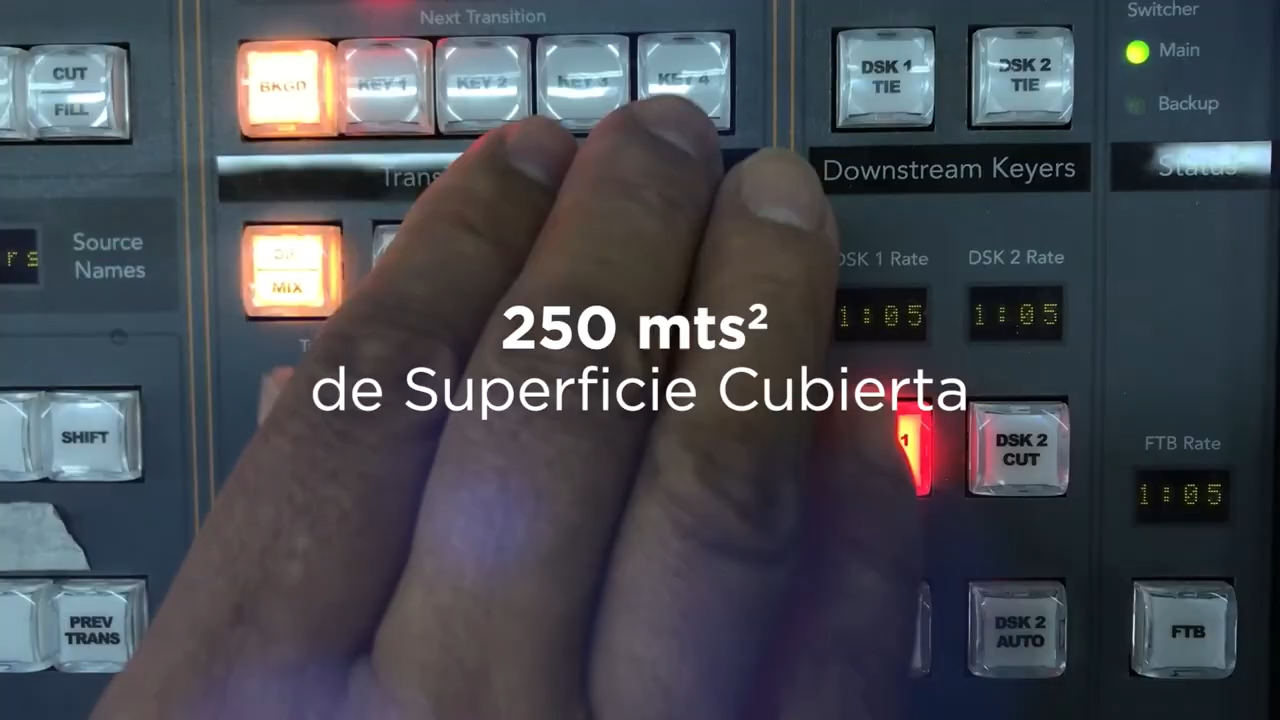 Next Transition
Switcher
Main
Backup
CUT
FILL
BKGD
KEY 1
KEY 2
KEY 3
KEY 4
DSK 1
TIE
DSK 2
TIE
Downstream Keyers
Status
Source
Names
MIX
DSK 1 Rate
DSK 2 Rate
1:05
1:05
250 mts²
de Superficie Cubierta
SHIFT
DSK 2
CUT
FTB Rate
1:05
PREV
TRANS
DSK 2
AUTO
FTB